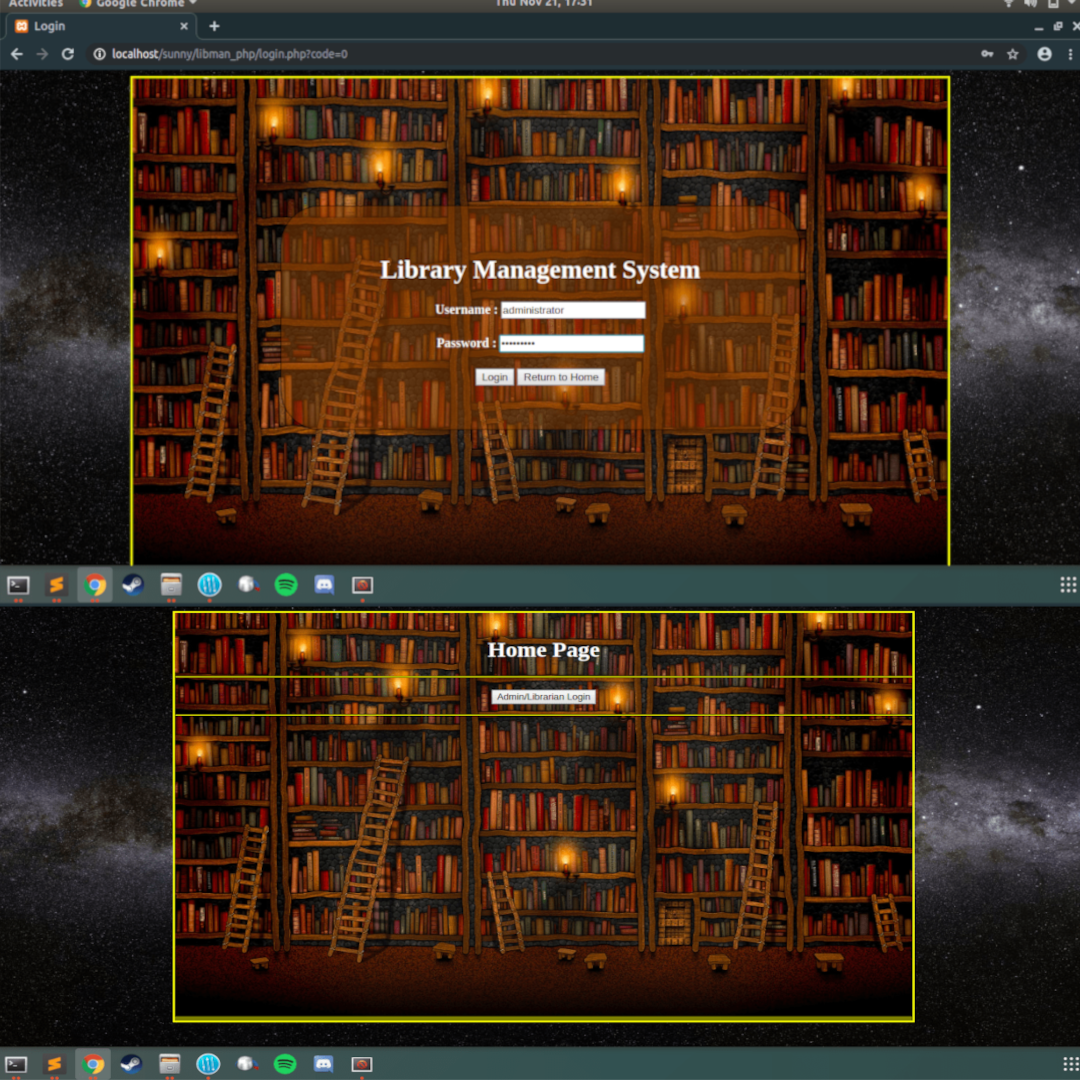 Activities Google Chrome Thu Nov 21, 17:31
Login
localhost/sunny/libman_php/login.php?code=0
Library Management System
Username : administrator
Password : •••••••••
Login Return to Home
Home Page
Admin/Librarian Login